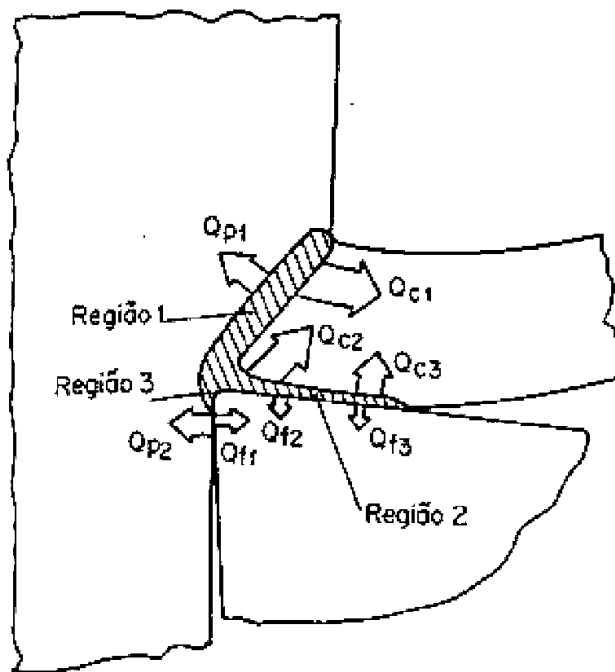 Qp1
Região 1
Qc1
Qc2
Qc3
Região 3
Qp2
Qf1
Qf2
Qf3
Região 2